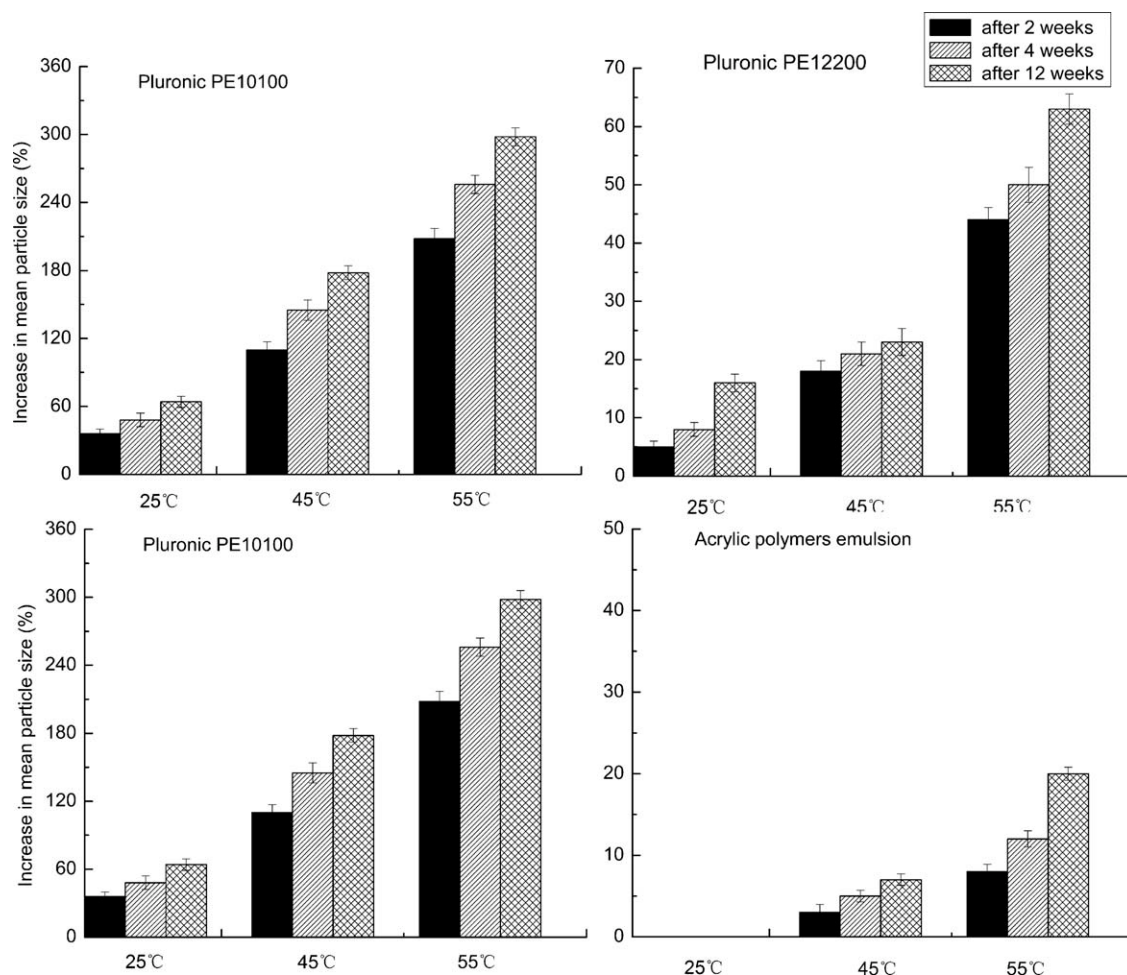 after 2 weeks
after 4 weeks
after 12 weeks
Pluronic PE10100
Increase in mean particle size (%)
360
300
240
180
120
60
0
25℃ 45℃ 55℃
Pluronic PE12200
70
60
50
40
30
20
10
0
25℃ 45℃ 55℃
Pluronic PE10100
Increase in mean particle size (%)
360
300
240
180
120
60
0
25℃ 45℃ 55℃
Acrylic polymers emulsion
50
40
30
20
10
0
25℃ 45℃ 55℃